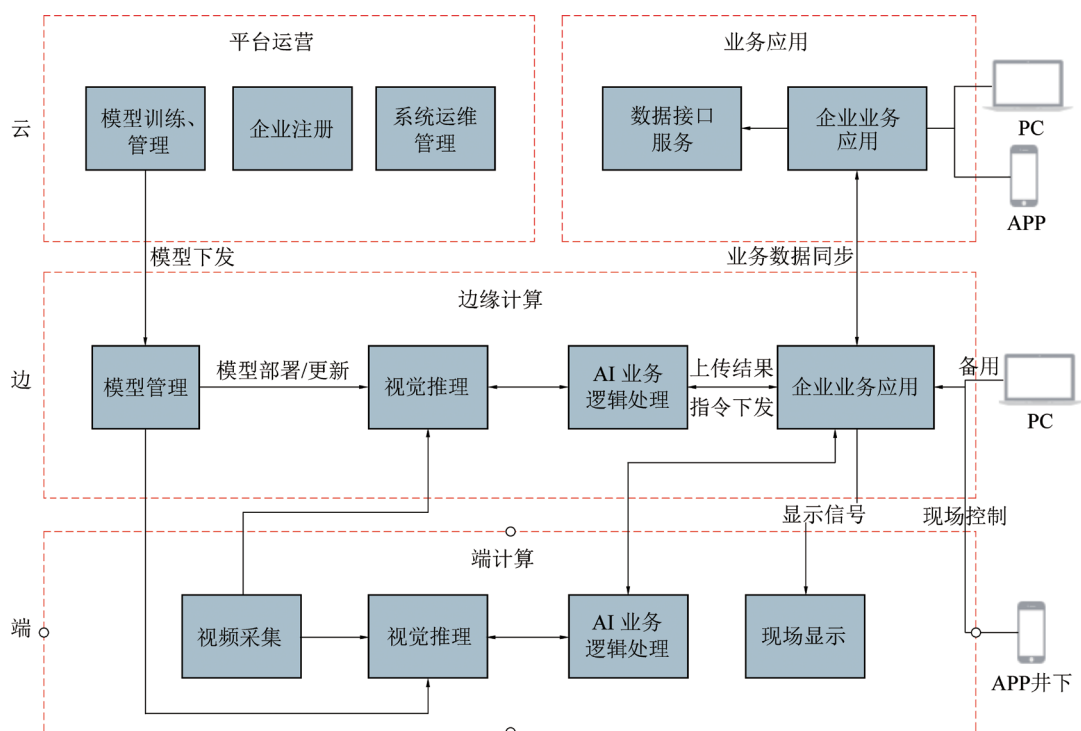 平台运营
业务应用
云
模型训练、
管理
企业注册
系统运维
管理
数据接口
服务
企业业务
应用
PC
APP
模型下发
业务数据同步
边缘计算
边
模型管理
模型部署/更新
视觉推理
AI 业务
逻辑处理
上传结果
指令下发
企业业务应用
备用
PC
显示信号
现场控制
端计算
端
视频采集
视觉推理
AI 业务
逻辑处理
现场显示
APP井下